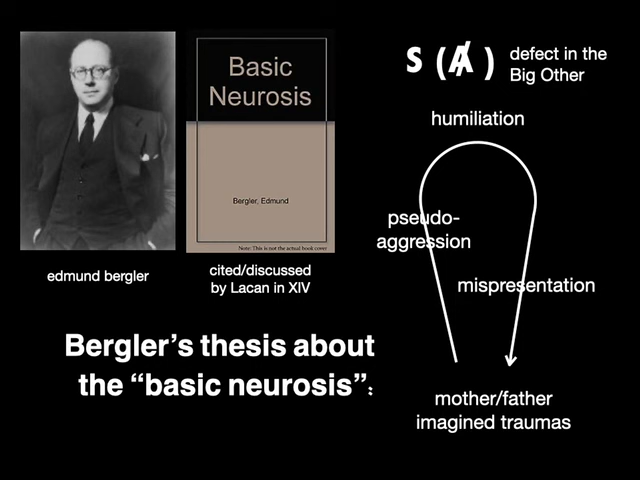 Basic
Neurosis
Bergler, Edmund
Note: This is not the actual book cover
edmund bergler
cited/discussed
by Lacan in XIV
Bergler’s thesis about
the “basic neurosis”:
S (Ⱥ)
defect in the
Big Other
humiliation
pseudo-
aggression
mispresentation
mother/father
imagined traumas